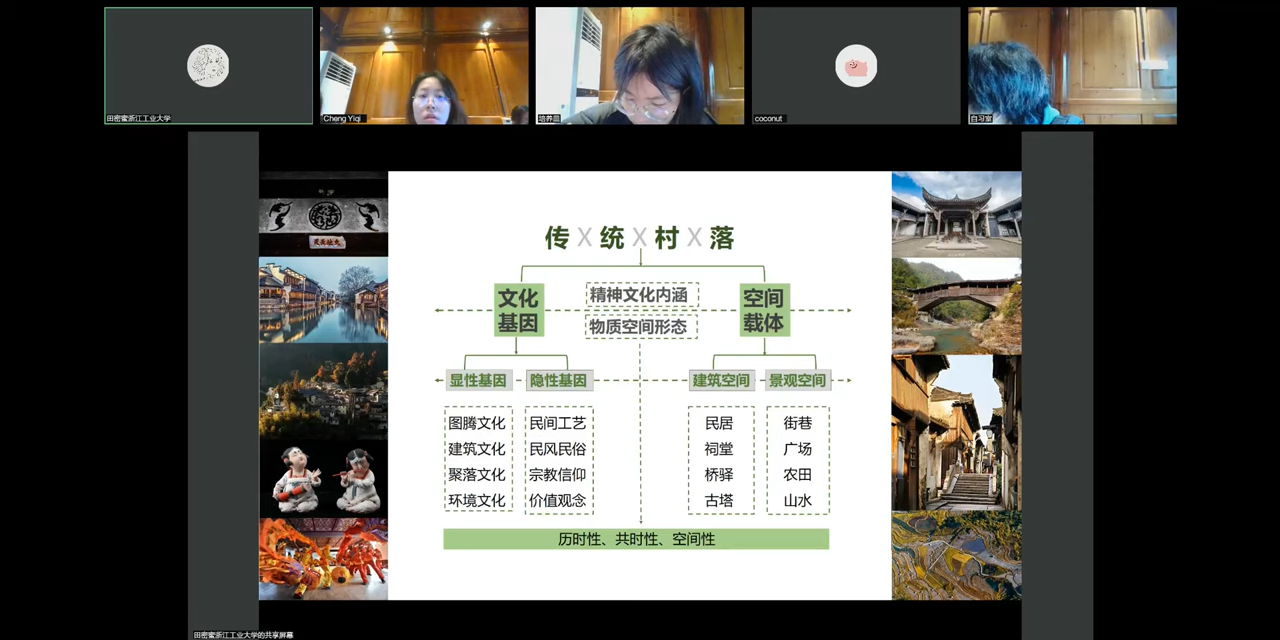 田密蜜浙江工业大学
Cheng Yiqi
培养皿
coconut
自习室
传X统X村X落
文化
基因
精神文化内涵
物质空间形态
空间
载体
显性基因
隐性基因
建筑空间
景观空间
图腾文化
建筑文化
聚落文化
环境文化
民间工艺
民风民俗
宗教信仰
价值观念
民居
祠堂
桥驿
古塔
街巷
广场
农田
山水
历时性、共时性、空间性
田密蜜浙江工业大学的共享屏幕